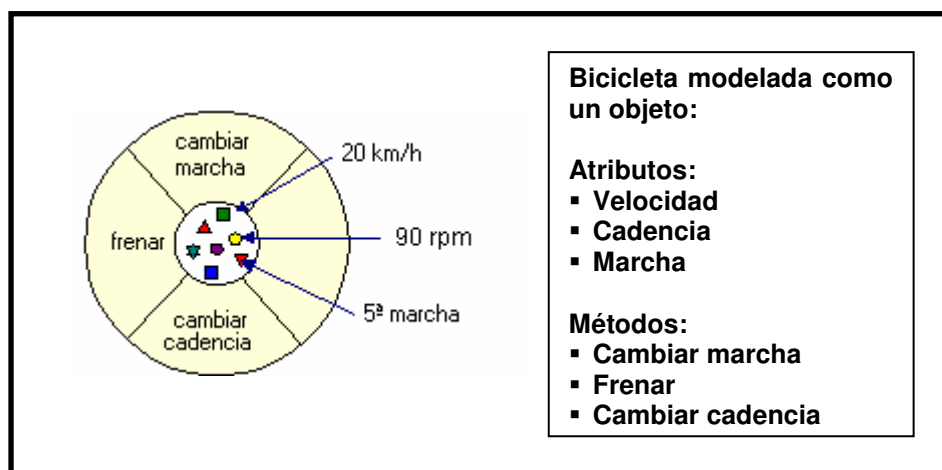 cambiar
marcha
20 km/h
frenar
90 rpm
5ª marcha
cambiar
cadencia
Bicicleta modelada como
un objeto:
Atributos:
▪ Velocidad
▪ Cadencia
▪ Marcha
Métodos:
▪ Cambiar marcha
▪ Frenar
▪ Cambiar cadencia